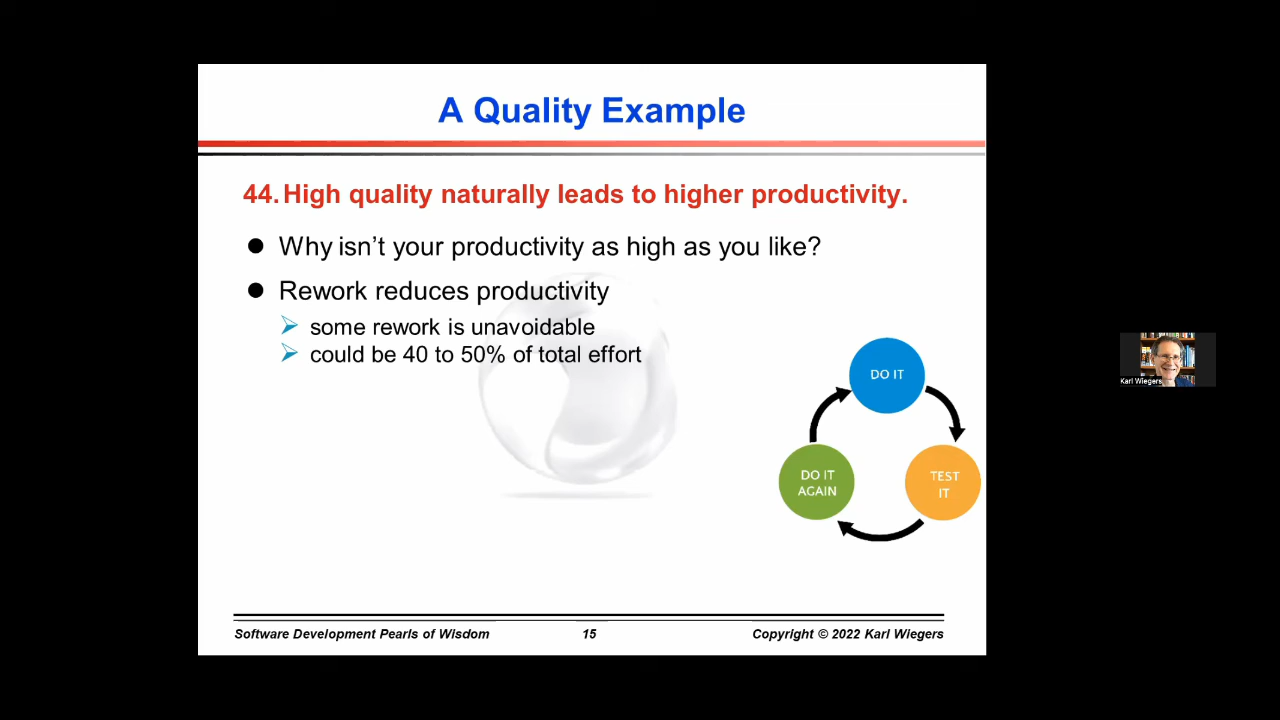 A Quality Example
44. High quality naturally leads to higher productivity.
Why isn't your productivity as high as you like?
Rework reduces productivity
some rework is unavoidable
could be 40 to 50% of total effort
DO IT
TEST
IT
DO IT
AGAIN
Karl Wiegers
Software Development Pearls of Wisdom 15 Copyright © 2022 Karl Wiegers